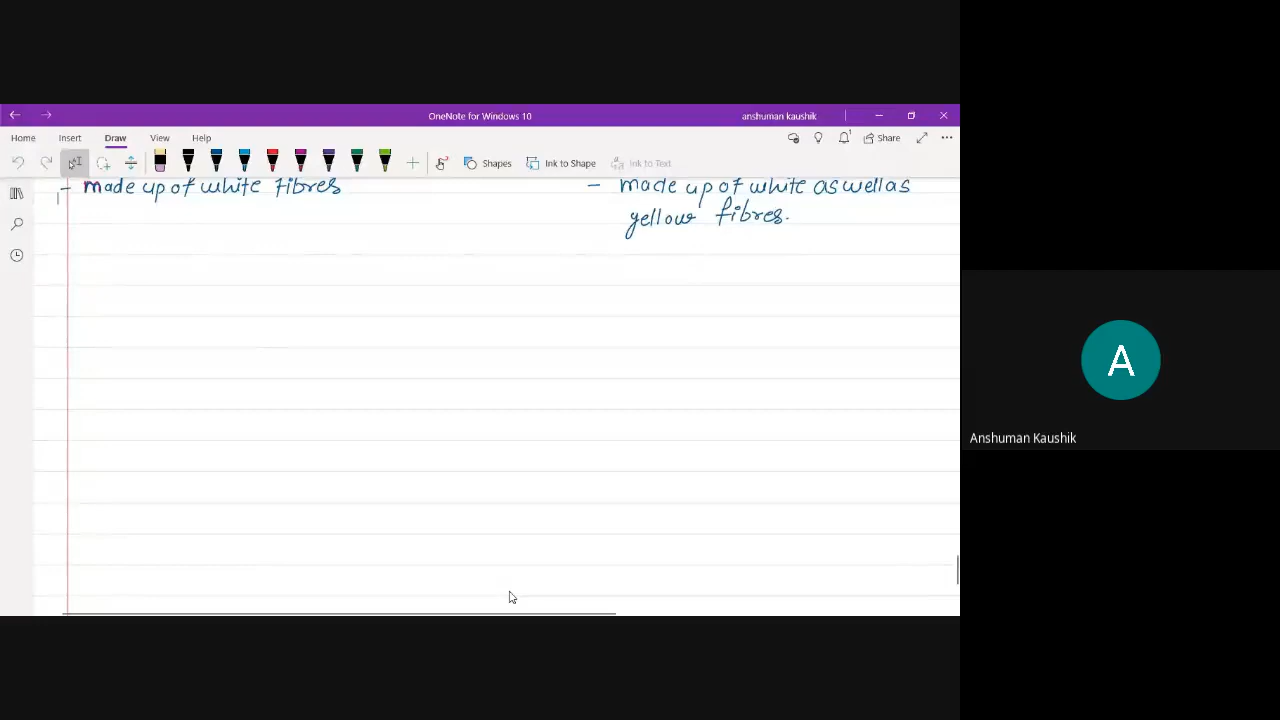 OneNote for Windows 10
anshuman kaushik
Home Insert Draw View Help
Share
Shapes Ink to Shape Ink to Text
- made up of white fibres
- made up of white as well as
yellow fibres.
A
Anshuman Kaushik